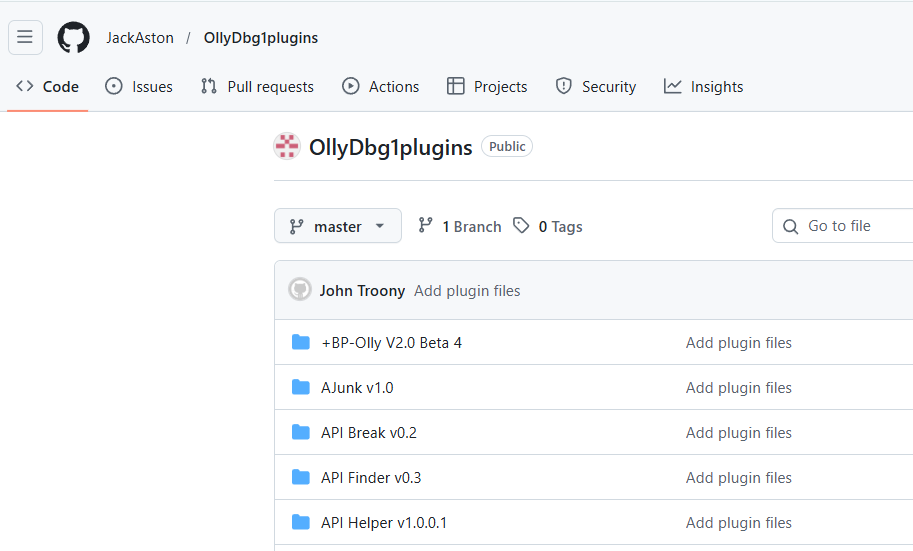 JackAston / OllyDbg1plugins
Code Issues Pull requests Actions Projects Security Insights
OllyDbg1plugins Public
master 1 Branch 0 Tags Go to file
John Troony Add plugin files
+BP-Olly V2.0 Beta 4 Add plugin files
AJunk v1.0 Add plugin files
API Break v0.2 Add plugin files
API Finder v0.3 Add plugin files
API Helper v1.0.0.1 Add plugin files